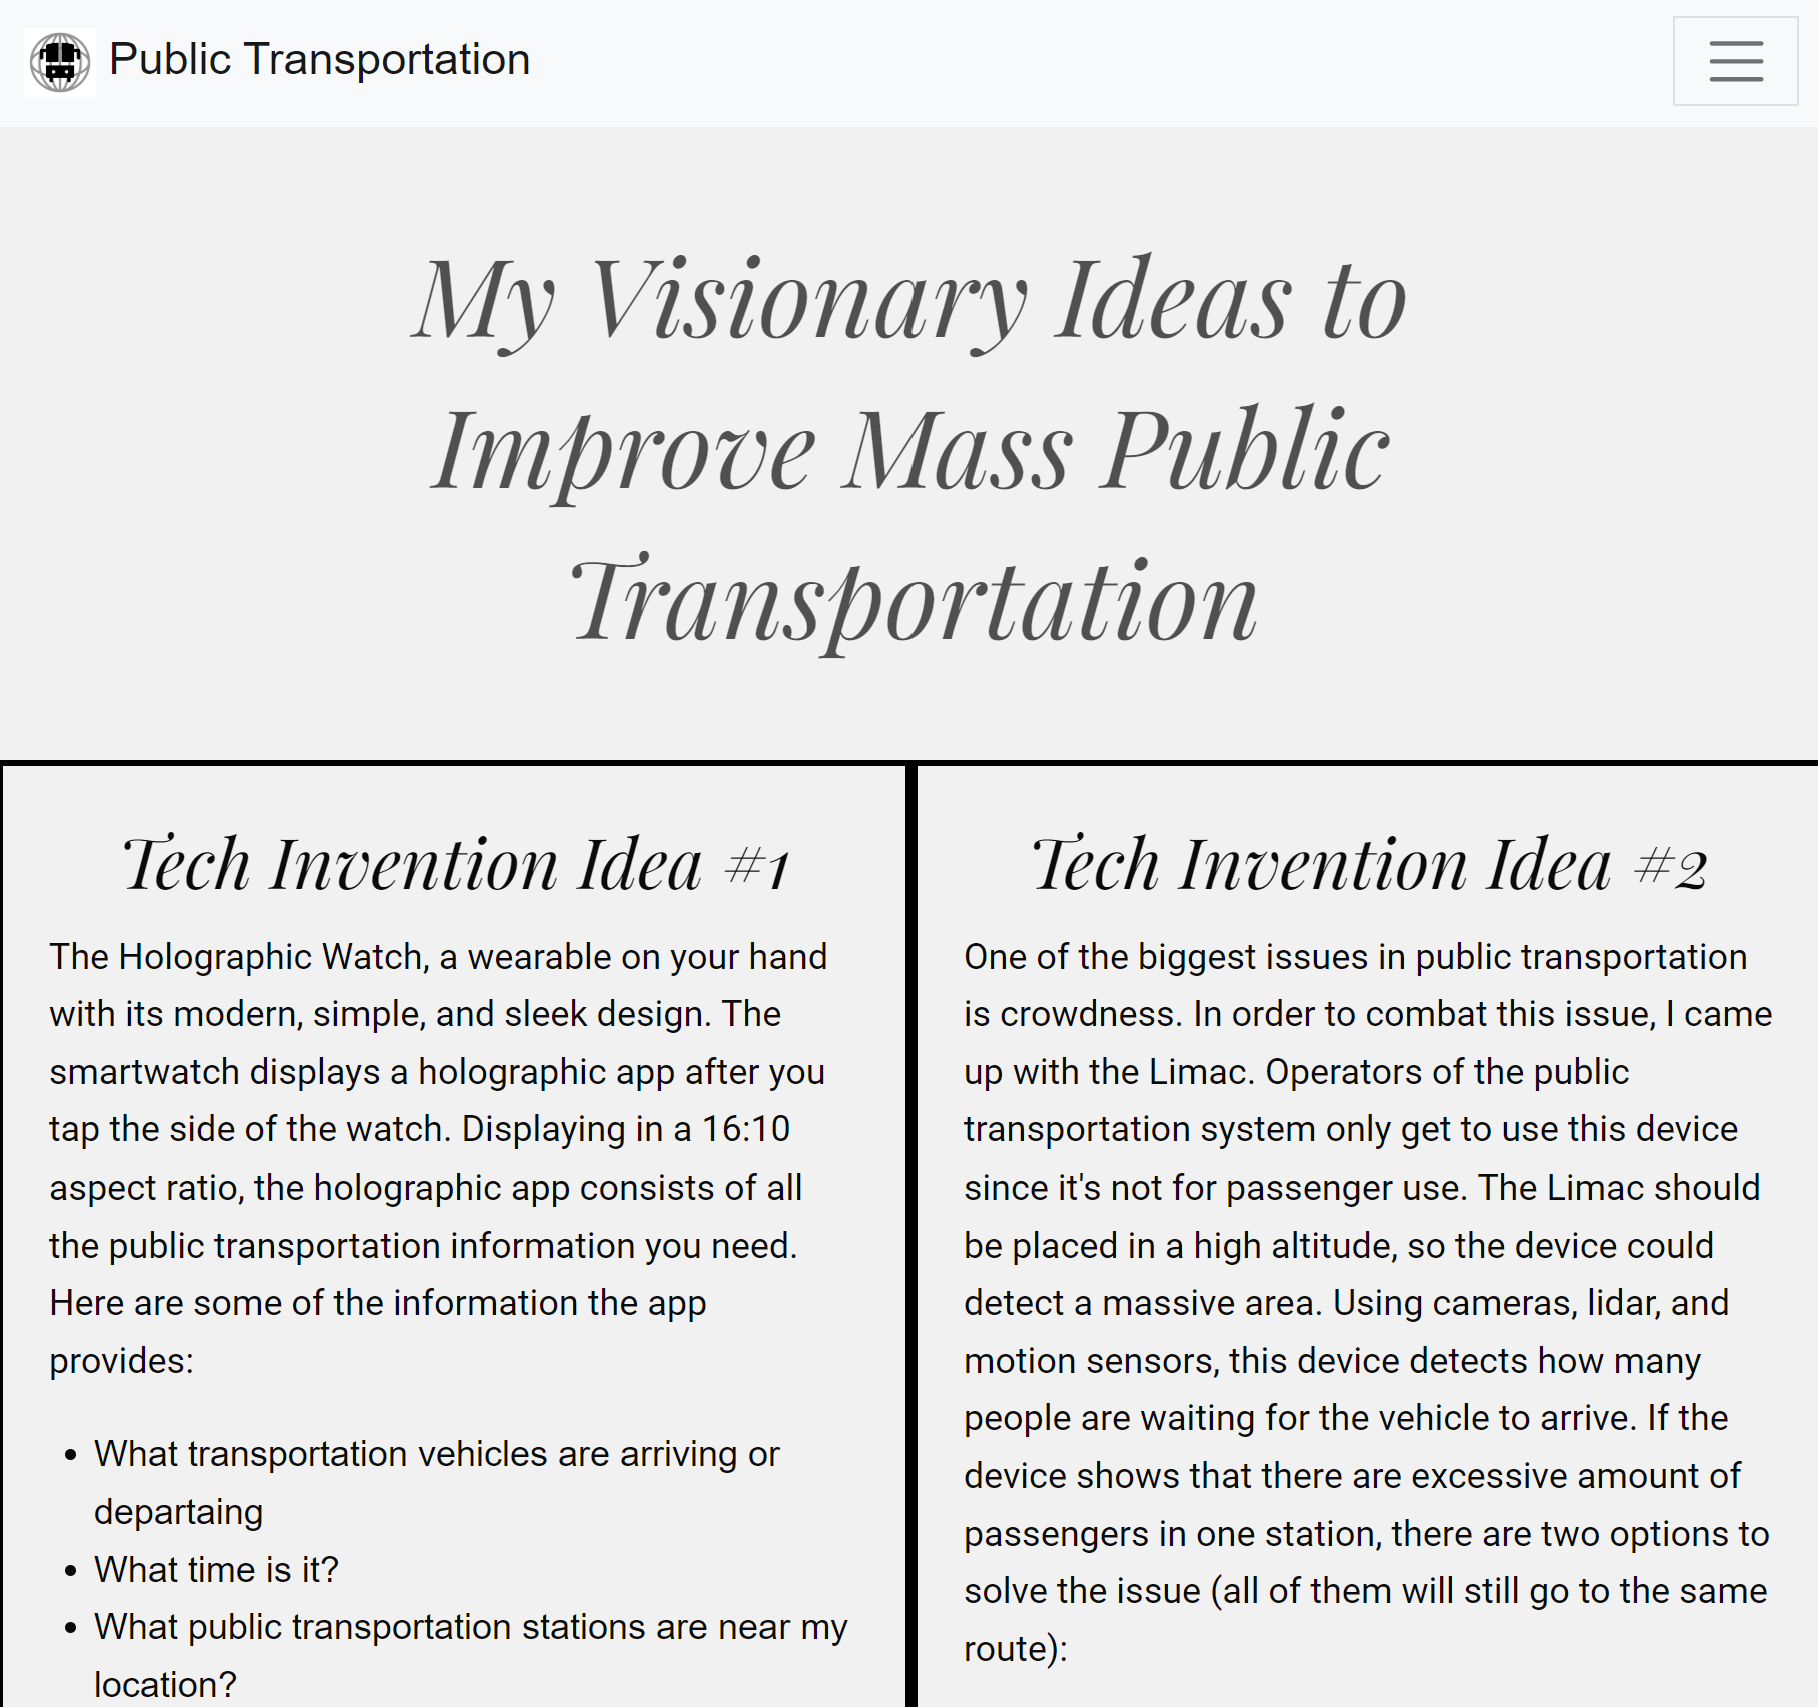 Public Transportation
My Visionary Ideas to
Improve Mass Public
Transportation
Tech Invention Idea #1
The Holographic Watch, a wearable on your hand
with its modern, simple, and sleek design. The
smartwatch displays a holographic app after you
tap the side of the watch. Displaying in a 16:10
aspect ratio, the holographic app consists of all
the public transportation information you need.
Here are some of the information the app
provides:
• What transportation vehicles are arriving or
departaing
• What time is it?
• What public transportation stations are near my
location?
Tech Invention Idea #2
One of the biggest issues in public transportation
is crowdness. In order to combat this issue, I came
up with the Limac. Operators of the public
transportation system only get to use this device
since it's not for passenger use. The Limac should
be placed in a high altitude, so the device could
detect a massive area. Using cameras, lidar, and
motion sensors, this device detects how many
people are waiting for the vehicle to arrive. If the
device shows that there are excessive amount of
passengers in one station, there are two options to
solve the issue (all of them will still go to the same
route):